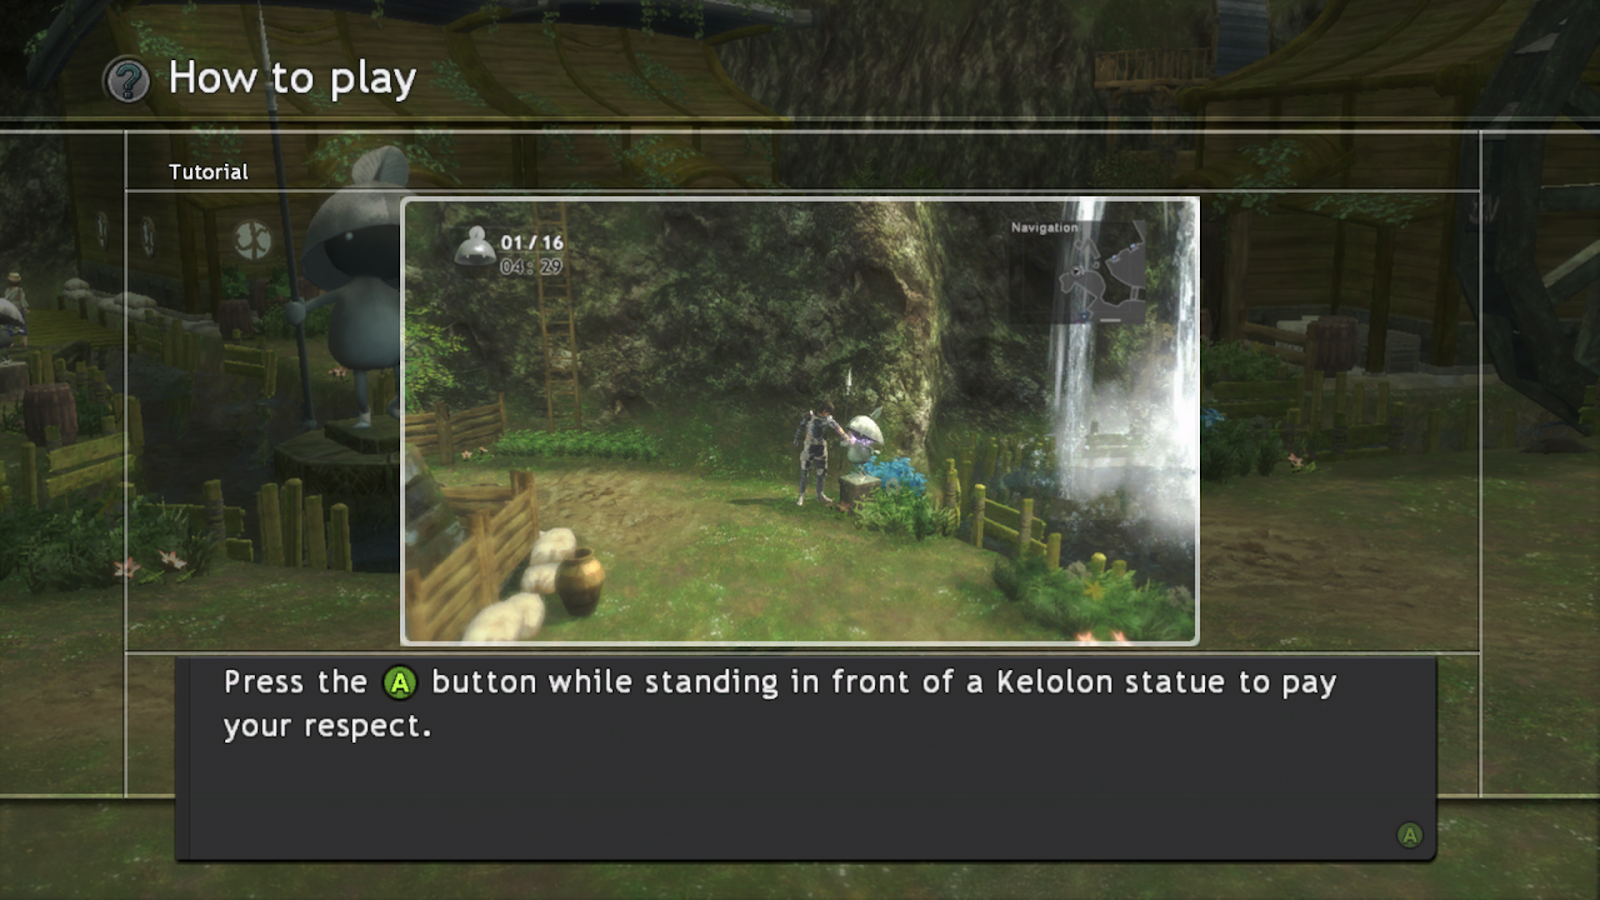 How to play
Tutorial
01/16
04:29
Navigation
Press the A button while standing in front of a Kelolon statue to pay
your respect.
A